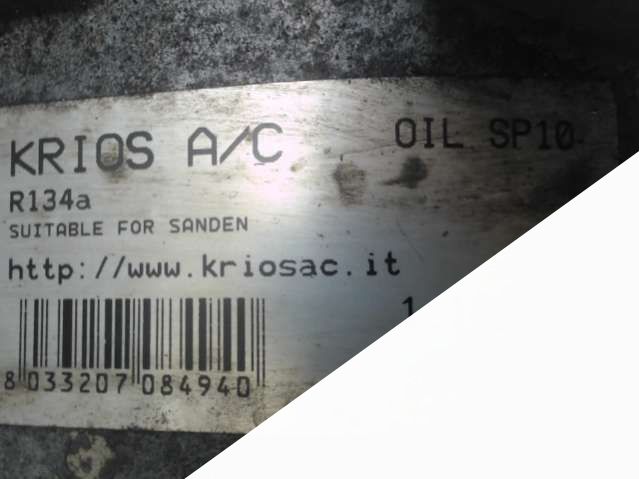 KRIOS A/C OIL SP10
R134a
SUITABLE FOR SANDEN
http://www.kriosac.it
1
8 033207 084940